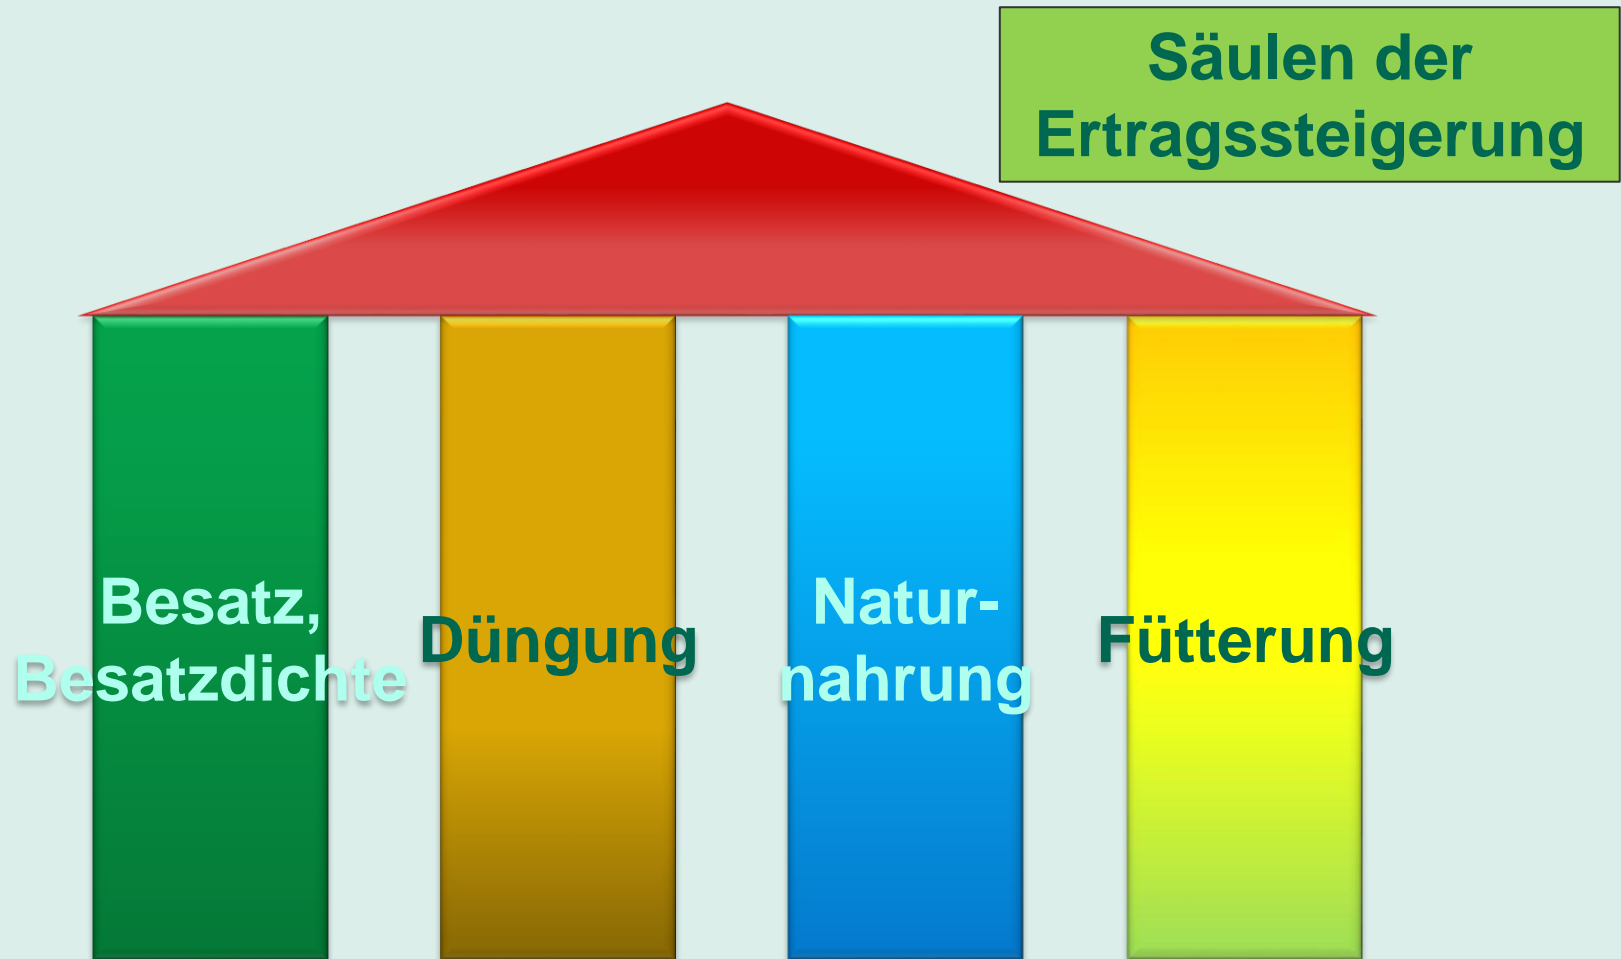 Säulen der
Ertragssteigerung
Besatz,
Besatzdichte
Düngung
Natur-
nahrung
Fütterung